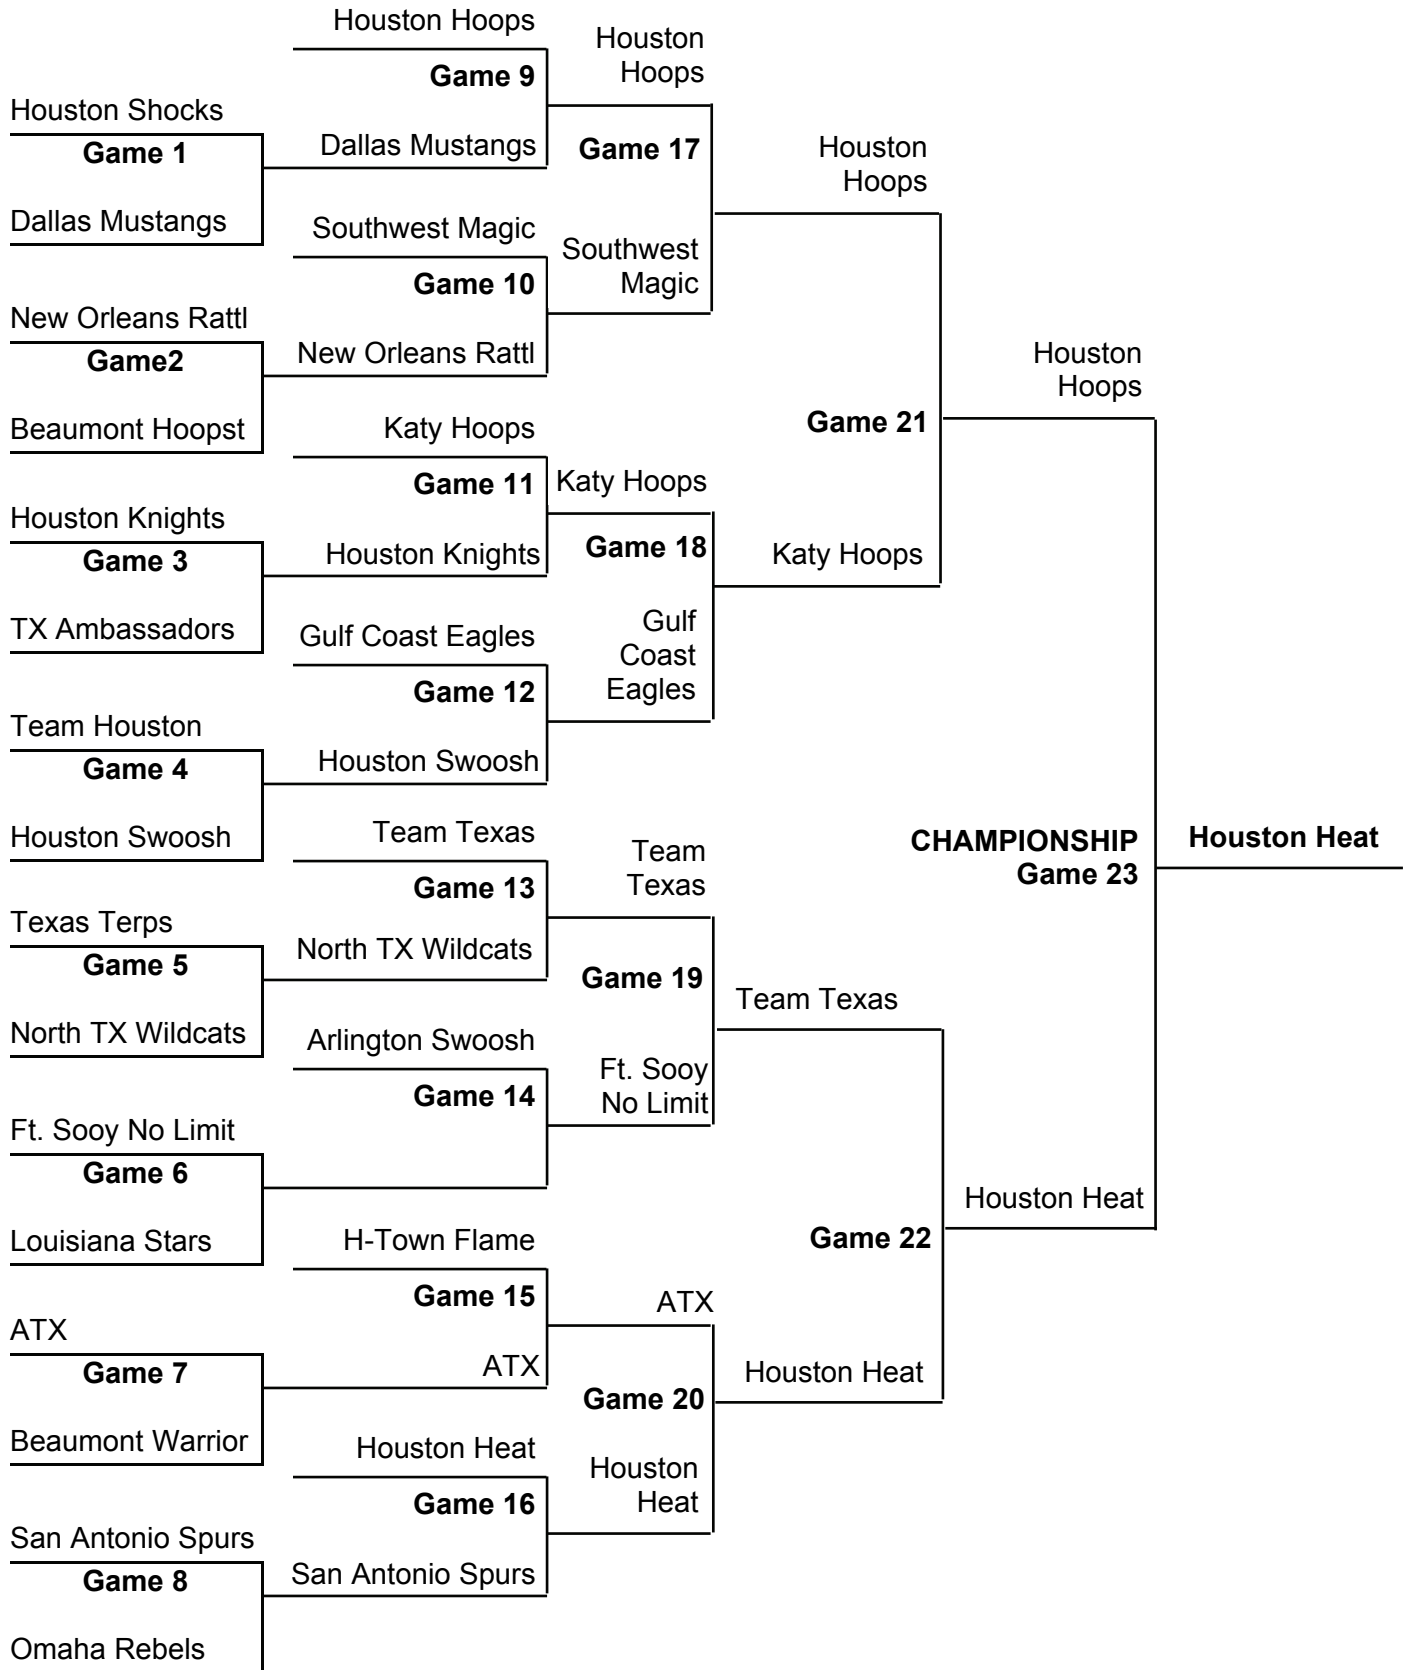 Houston Hoops
Houston
Hoops
Game 9
Houston Shocks
Game 1
Dallas Mustangs
Game 17
Houston
Hoops
Dallas Mustangs
Southwest Magic
Southwest
Magic
Game 10
New Orleans Rattl
Game2
New Orleans Rattl
Houston
Hoops
Beaumont Hoopst
Katy Hoops
Game 21
Game 11
Katy Hoops
Houston Knights
Game 3
Houston Knights
Game 18
Katy Hoops
TX Ambassadors
Gulf Coast Eagles
Gulf
Coast
Eagles
Game 12
Team Houston
Game 4
Houston Swoosh
Houston Swoosh
Team Texas
Team
Texas
CHAMPIONSHIP
Game 23
Houston Heat
Game 13
Texas Terps
Game 5
North TX Wildcats
Game 19
Team Texas
North TX Wildcats
Arlington Swoosh
Ft. Sooy
No Limit
Game 14
Ft. Sooy No Limit
Game 6
Houston Heat
Louisiana Stars
H-Town Flame
Game 22
Game 15
ATX
ATX
Game 7
ATX
Houston Heat
Game 20
Beaumont Warrior
Houston Heat
Houston
Heat
Game 16
San Antonio Spurs
Game 8
San Antonio Spurs
Omaha Rebels